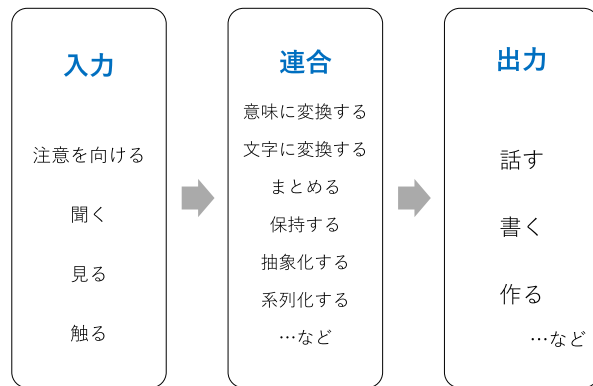 入力
注意を向ける
聞く
見る
触る
連合
意味に変換する
文字に変換する
まとめる
保持する
抽象化する
系列化する
…など
出力
話す
書く
作る
…など